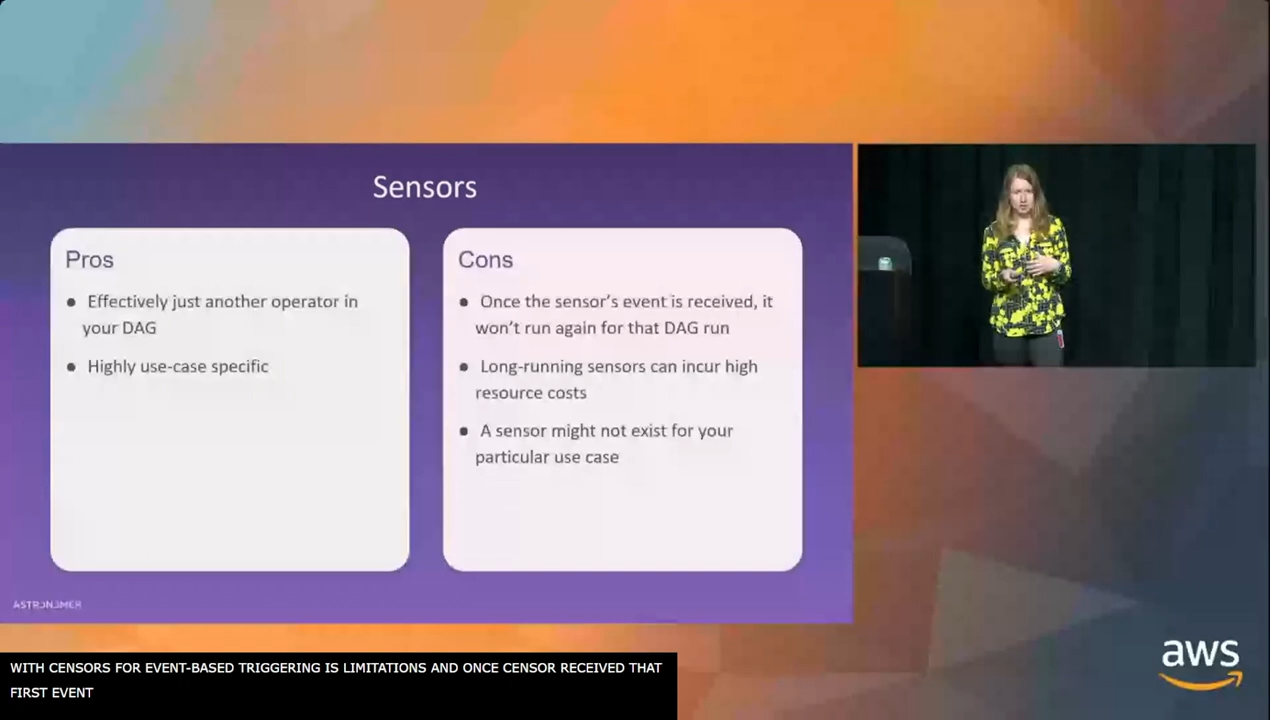 Sensors
Pros
● Effectively just another operator in
your DAG
● Highly use-case specific
Cons
● Once the sensor's event is received, it
won't run again for that DAG run
● Long-running sensors can incur high
resource costs
● A sensor might not exist for your
particular use case
ASTRONOMER
aws
WITH CENSORS FOR EVENT-BASED TRIGGERING IS LIMITATIONS AND ONCE CENSOR RECEIVED THAT
FIRST EVENT